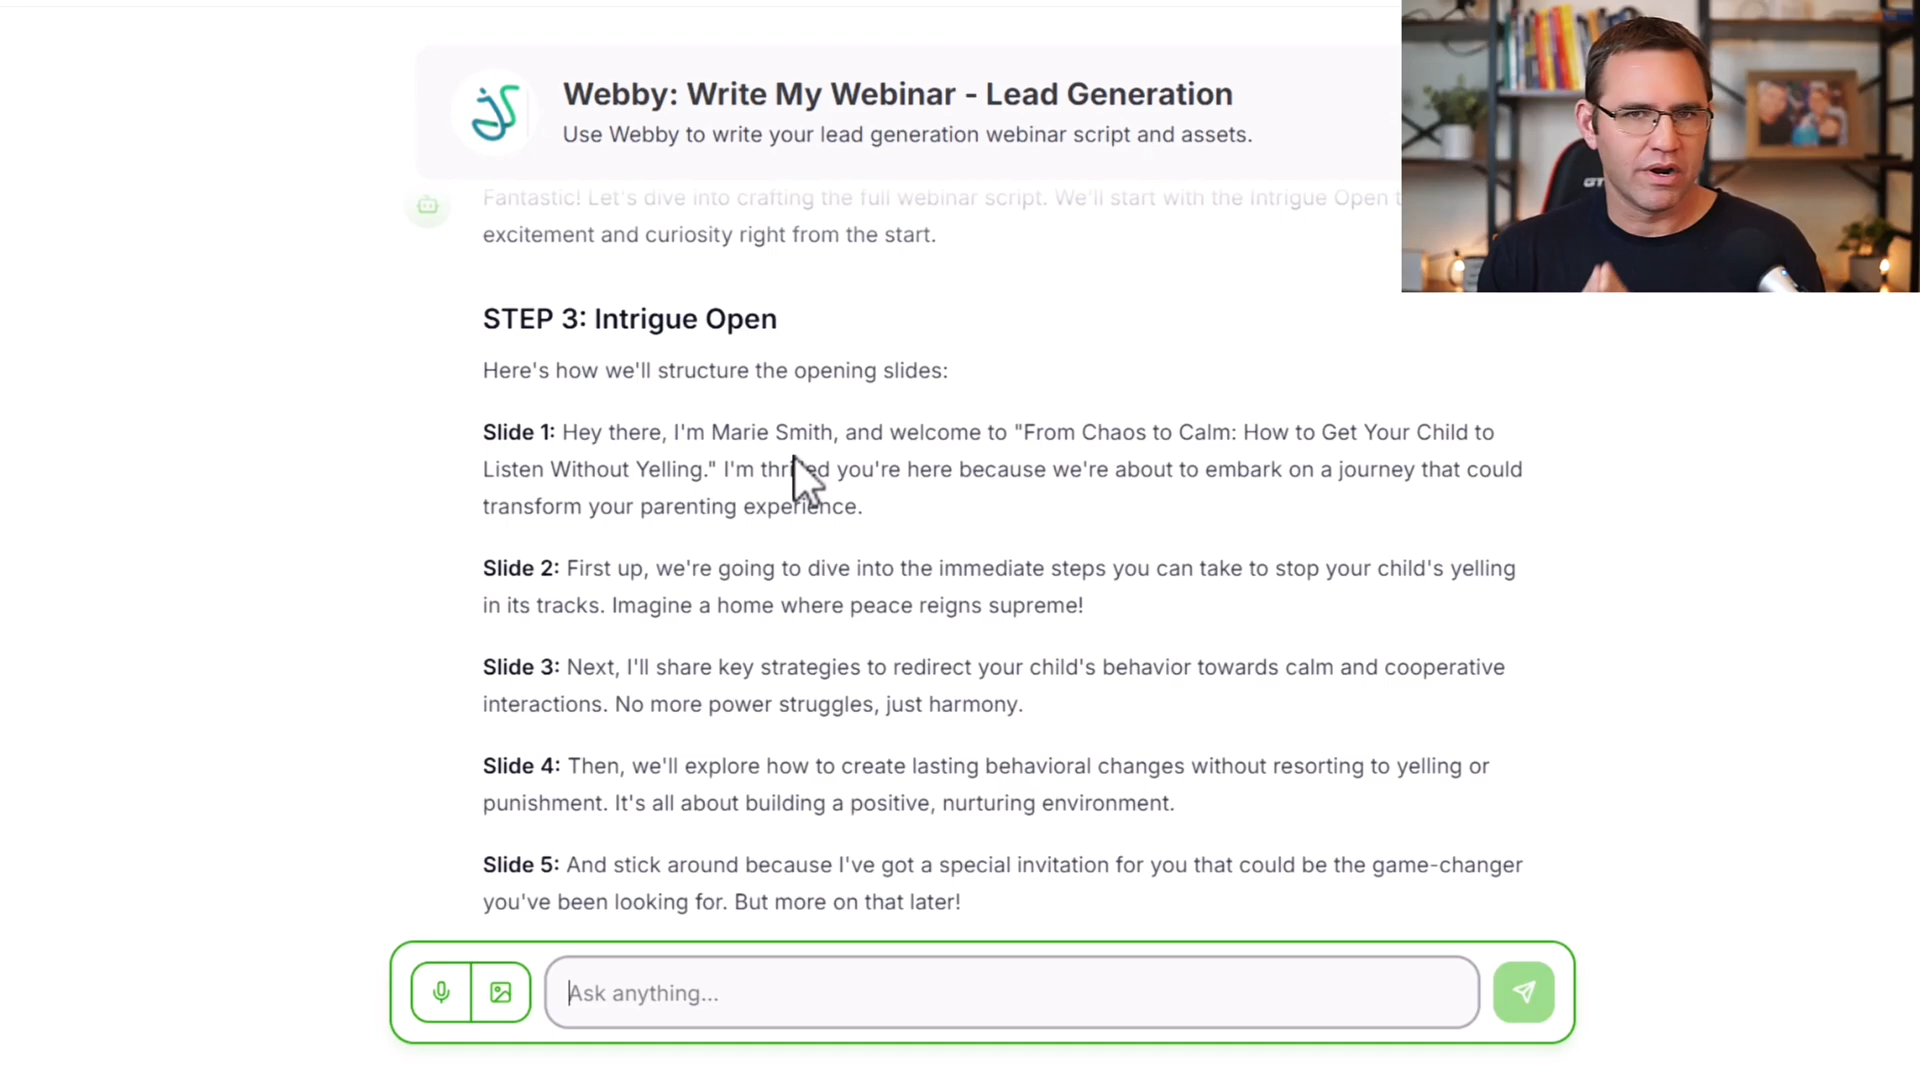 Webby: Write My Webinar - Lead Generation
Use Webby to write your lead generation webinar script and assets.
Fantastic! Let's dive into crafting the full webinar script. We'll start with the Intrigue Open
excitement and curiosity right from the start.
STEP 3: Intrigue Open
Here's how we'll structure the opening slides:
Slide 1: Hey there, I'm Marie Smith, and welcome to "From Chaos to Calm: How to Get Your Child to
Listen Without Yelling." I'm thrilled you're here because we're about to embark on a journey that could
transform your parenting experience.
Slide 2: First up, we're going to dive into the immediate steps you can take to stop your child's yelling
in its tracks. Imagine a home where peace reigns supreme!
Slide 3: Next, I'll share key strategies to redirect your child's behavior towards calm and cooperative
interactions. No more power struggles, just harmony.
Slide 4: Then, we'll explore how to create lasting behavioral changes without resorting to yelling or
punishment. It's all about building a positive, nurturing environment.
Slide 5: And stick around because I've got a special invitation for you that could be the game-changer
you've been looking for. But more on that later!
Ask anything...